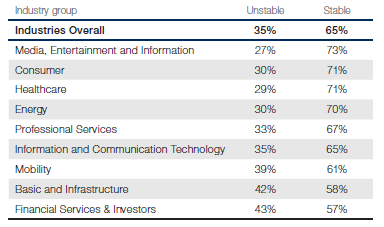 Industry group Unstable Stable
Industries Overall 35% 65%
Media, Entertainment and Information 27% 73%
Consumer 30% 71%
Healthcare 29% 71%
Energy 30% 70%
Professional Services 33% 67%
Information and Communication Technology 35% 65%
Mobility 39% 61%
Basic and Infrastructure 42% 58%
Financial Services & Investors 43% 57%